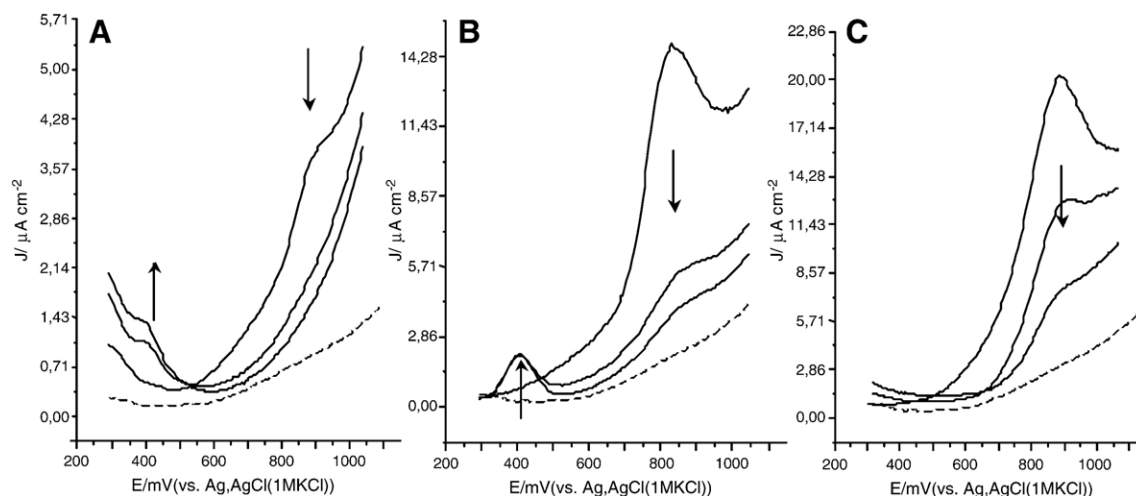 A
5,71
5,00
4,28
3,57
2,86
2,14
1,43
0,71
0,00
J/ µA cm-2
200 400 600 800 1000
E/mV(vs. Ag,AgCl(1MKCl))
B
14,28
11,43
8,57
5,71
2,86
0,00
J/ µA cm-2
200 400 600 800 1000
E/mV(vs. Ag,AgCl(1MKCl))
C
22,86
20,00
17,14
14,28
11,43
8,57
5,71
2,86
0,00
J/ µA cm-2
200 400 600 800 1000
E/mV(vs. Ag,AgCl(1MKCl))